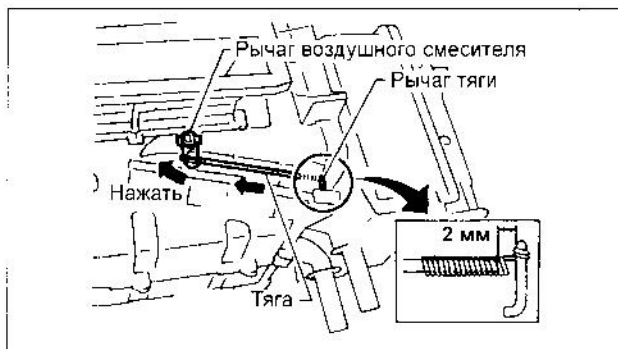 Рычаг воздушного смесителя
Рычаг тяги
Нажать
2 мм
Тяга